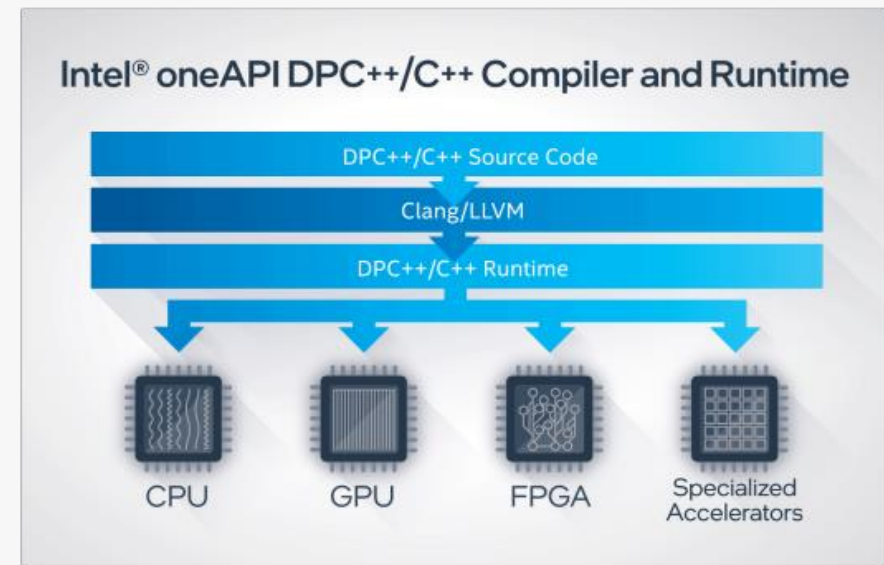 Intel® oneAPI DPC++/C++ Compiler and Runtime
DPC++/C++ Source Code
Clang/LLVM
DPC++/C++ Runtime
CPU
GPU
FPGA
Specialized
Accelerators